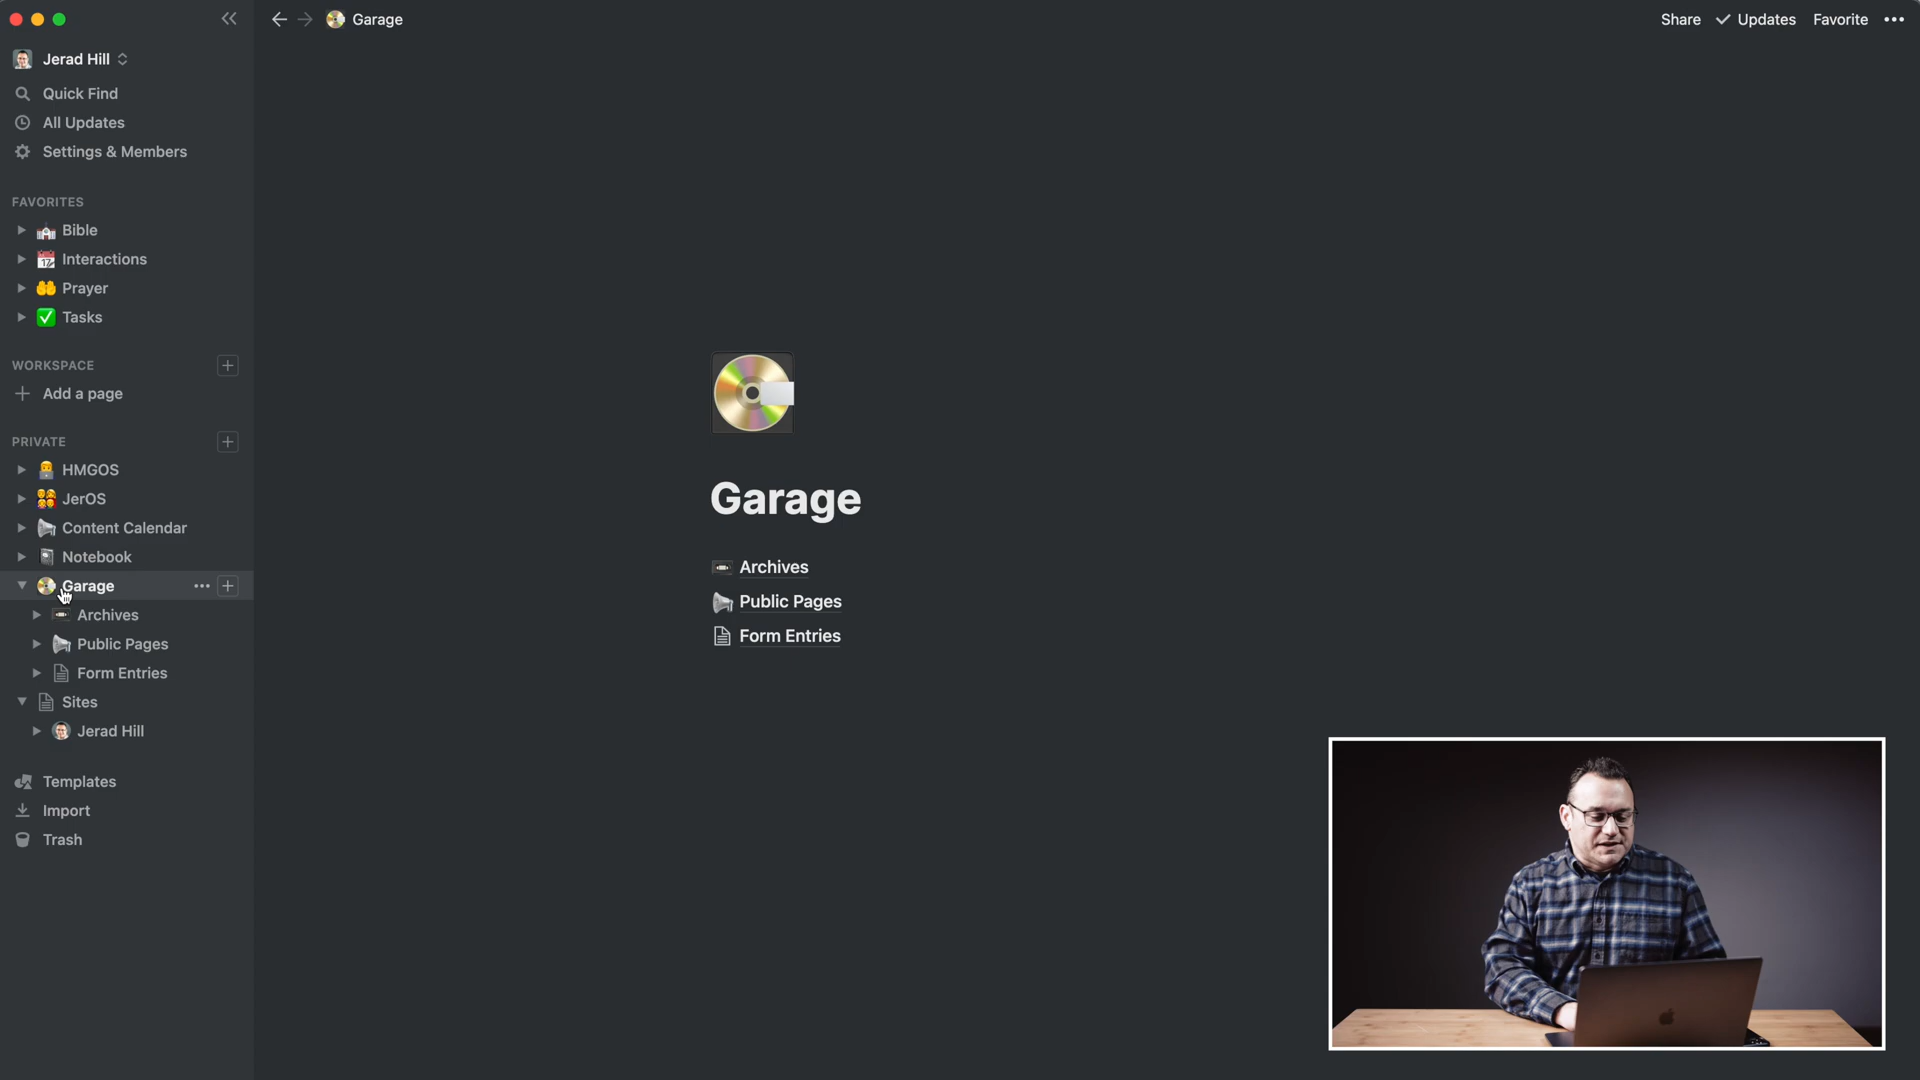 Garage
Share
Updates
Favorite
Jerad Hill
Quick Find
All Updates
Settings & Members
FAVORITES
Bible
Interactions
Prayer
Tasks
WORKSPACE
Add a page
PRIVATE
HMGOS
JerOS
Content Calendar
Notebook
Garage
Archives
Public Pages
Form Entries
Sites
Jerad Hill
Templates
Import
Trash
Garage
Archives
Public Pages
Form Entries